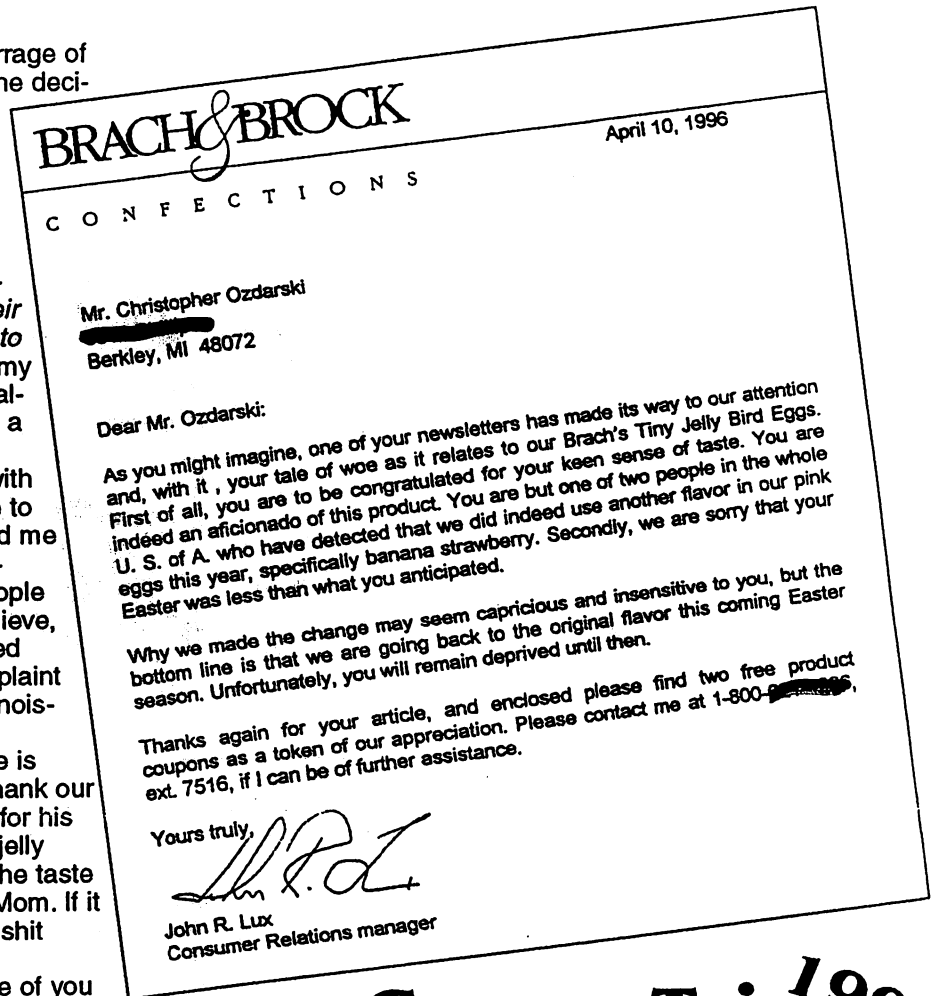 rrage of
ne deci-
BRACH&BROCK
CONFECTIONS
April 10, 1996
Mr. Christopher Ozdarski
Berkley, MI 48072
Dear Mr. Ozdarski:
As you might imagine, one of your newsletters has made its way to our attention
and, with it , your tale of woe as it relates to our Brach's Tiny Jelly Bird Eggs.
First of all, you are to be congratulated for your keen sense of taste. You are
indeed an aficionado of this product. You are but one of two people in the whole
U. S. of A. who have detected that we did indeed use another flavor in our pink
eggs this year, specifically banana strawberry. Secondly, we are sorry that your
Easter was less than what you anticipated.
Why we made the change may seem capricious and insensitive to you, but the
bottom line is that we are going back to the original flavor this coming Easter
season. Unfortunately, you will remain deprived until then.
Thanks again for your article, and enclosed please find two free product
coupons as a token of our appreciation. Please contact me at 1-800-
ext. 7516, if I can be of further assistance.
Yours truly,
John R. Lux
Consumer Relations manager
eir
to
my
al-
a
with
to
d me
ople
ieve,
ed
plaint
nois-
e is
hank our
for his
jelly
he taste
Mom. If it
shit
e of you